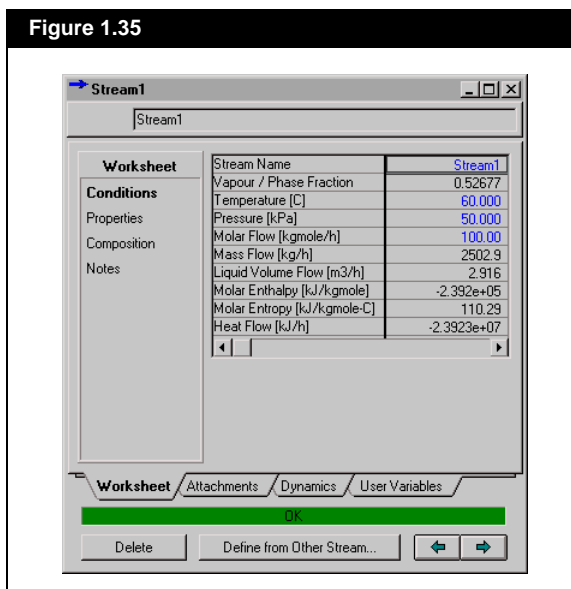 Figure 1.35
Stream1
Stream1
Worksheet
Conditions
Properties
Composition
Notes
Stream Name Stream1
Vapour / Phase Fraction 0.52677
Temperature [C] 60.000
Pressure [kPa] 50.000
Molar Flow [kgmole/h] 100.00
Mass Flow [kg/h] 2502.9
Liquid Volume Flow [m3/h] 2.916
Molar Enthalpy [kJ/kgmole] -2.392e+05
Molar Entropy [kJ/kgmole-C] 110.29
Heat Flow [kJ/h] -2.3923e+07
Worksheet Attachments Dynamics User Variables
OK
Delete Define from Other Stream...